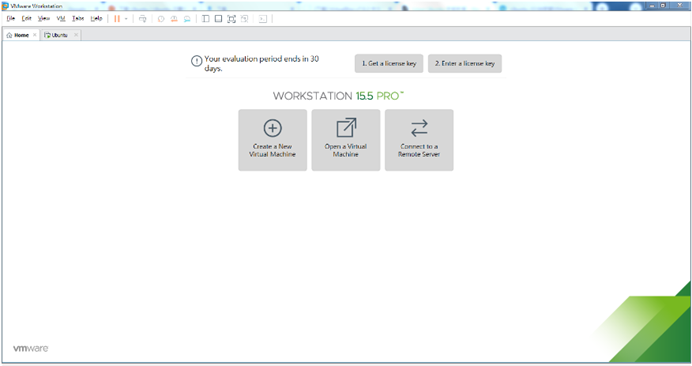 VMware Workstation
File Edit View VM Tabs Help
Home Ubuntu
Your evaluation period ends in 30
days.
1. Get a license key 2. Enter a license key
WORKSTATION 15.5 PRO™
Create a New
Virtual Machine
Open a Virtual
Machine
Connect to a
Remote Server
vmware